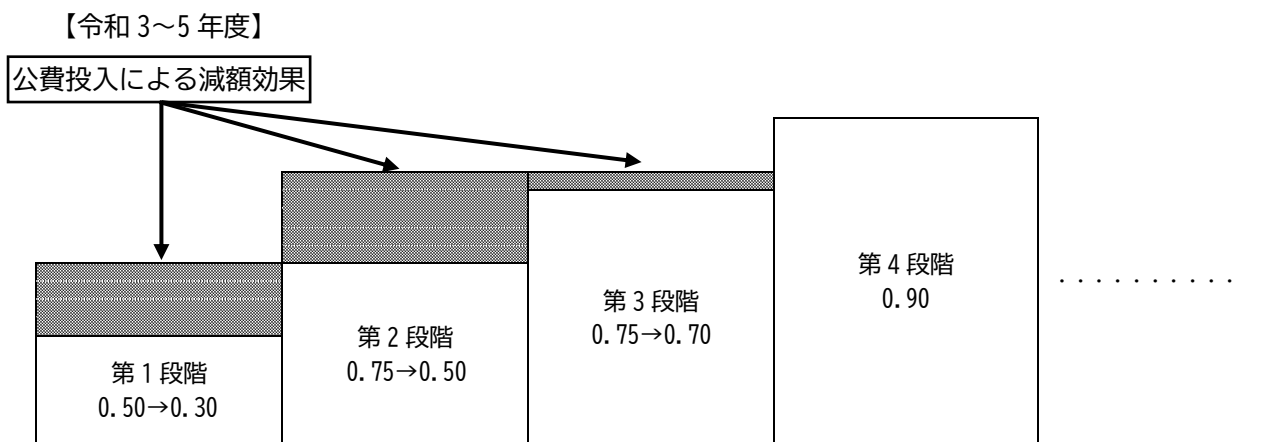 【令和 3～5 年度】
公費投入による減額効果
第 1 段階
0.50→0.30
第 2 段階
0.75→0.50
第 3 段階
0.75→0.70
第 4 段階
0.90
．．．．．．．．．．